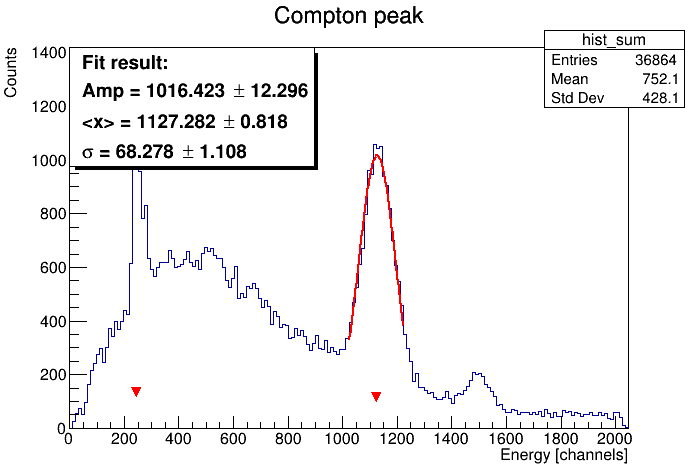 Compton peak
hist_sum
Entries 36864
Mean 752.1
Std Dev 428.1
Fit result:
Amp = 1016.423 ± 12.296
<x> = 1127.282 ± 0.818
σ = 68.278 ± 1.108
Counts
1400
1200
1000
800
600
400
200
0
0 200 400 600 800 1000 1200 1400 1600 1800 2000
Energy [channels]